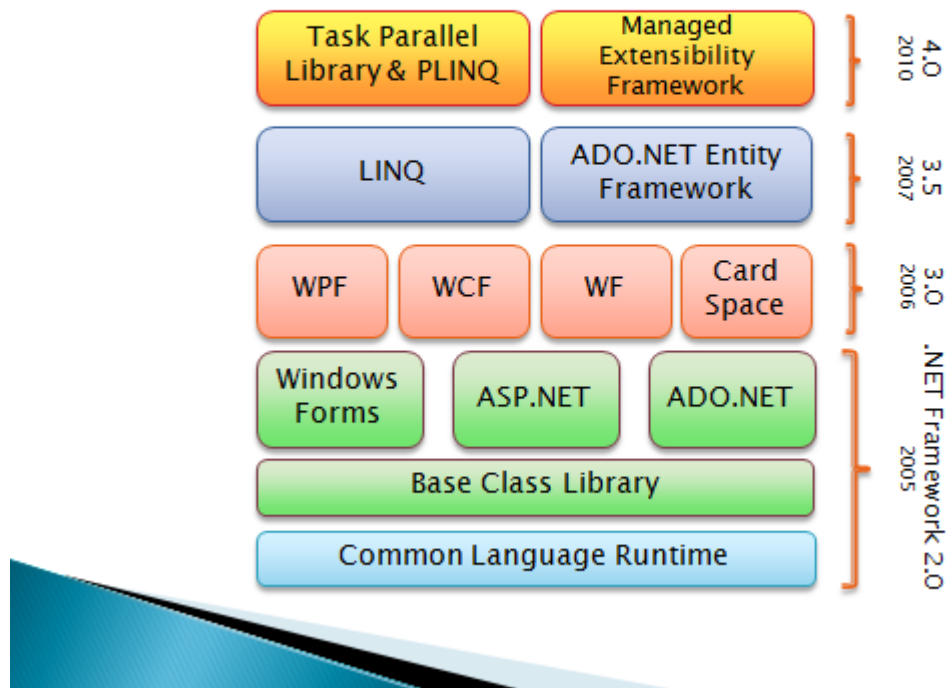 Task Parallel
Library & PLINQ
Managed
Extensibility
Framework
4.0
2010
LINQ
ADO.NET Entity
Framework
3.5
2007
WPF
WCF
WF
Card
Space
3.0
2006
Windows
Forms
ASP.NET
ADO.NET
Base Class Library
Common Language Runtime
.NET Framework 2.0
2005